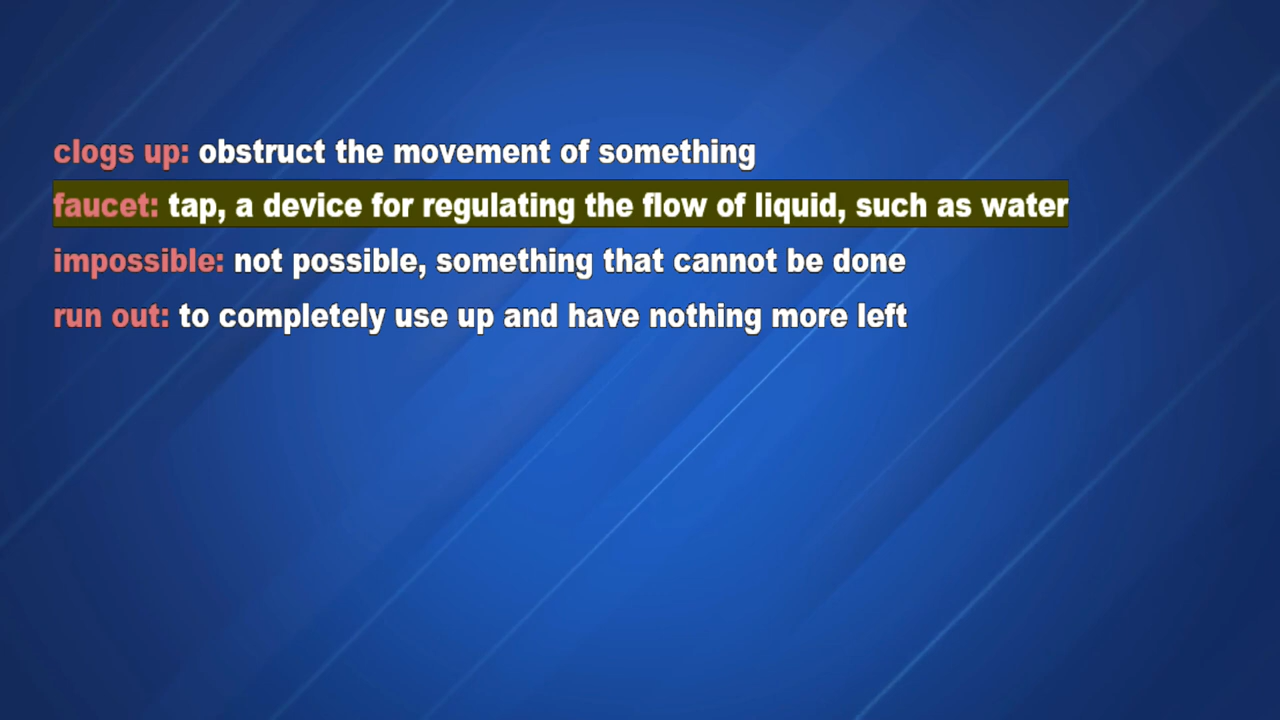 clogs up: obstruct the movement of something
faucet: tap, a device for regulating the flow of liquid, such as water
impossible: not possible, something that cannot be done
run out: to completely use up and have nothing more left